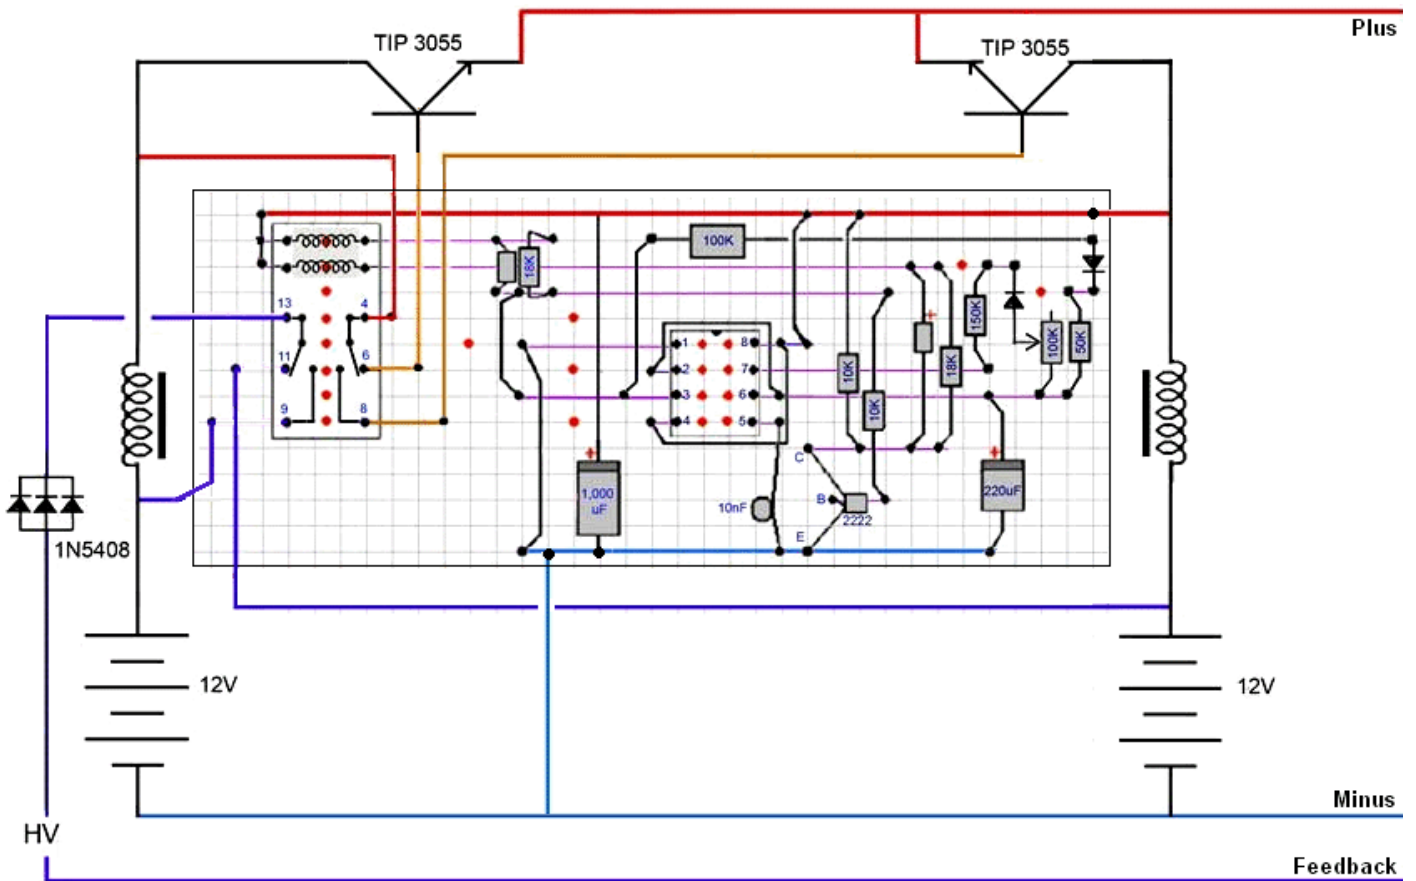 Plus
TIP 3055
TIP 3055
100K
18K
13
4
150K
11
6
1
8
2
7
3
6
4
5
10K
18K
100K
50K
9
8
10K
+
+
+
C
1,000
uF
10nF
B
2222
220uF
E
1N5408
12V
12V
Minus
HV
Feedback